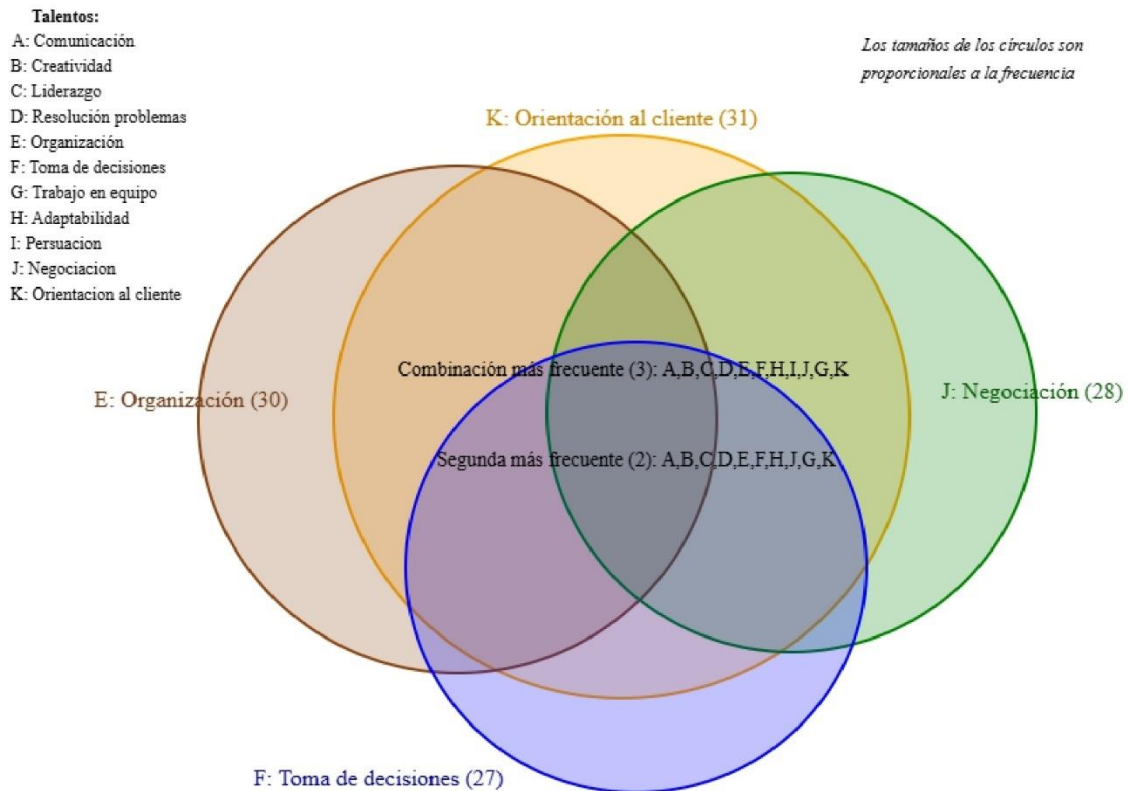 Talentos:
A: Comunicación
B: Creatividad
C: Liderazgo
D: Resolución problemas
E: Organización
F: Toma de decisiones
G: Trabajo en equipo
H: Adaptabilidad
I: Persuacion
J: Negociacion
K: Orientacion al cliente
Los tamaños de los círculos son
proporcionales a la frecuencia
K: Orientación al cliente (31)
Combinación más frecuente (3): A,B,C,D,E,F,H,I,J,G,K
E: Organización (30)
J: Negociación (28)
Segunda más frecuente (2): A,B,C,D,E,F,H,J,G,K
F: Toma de decisiones (27)